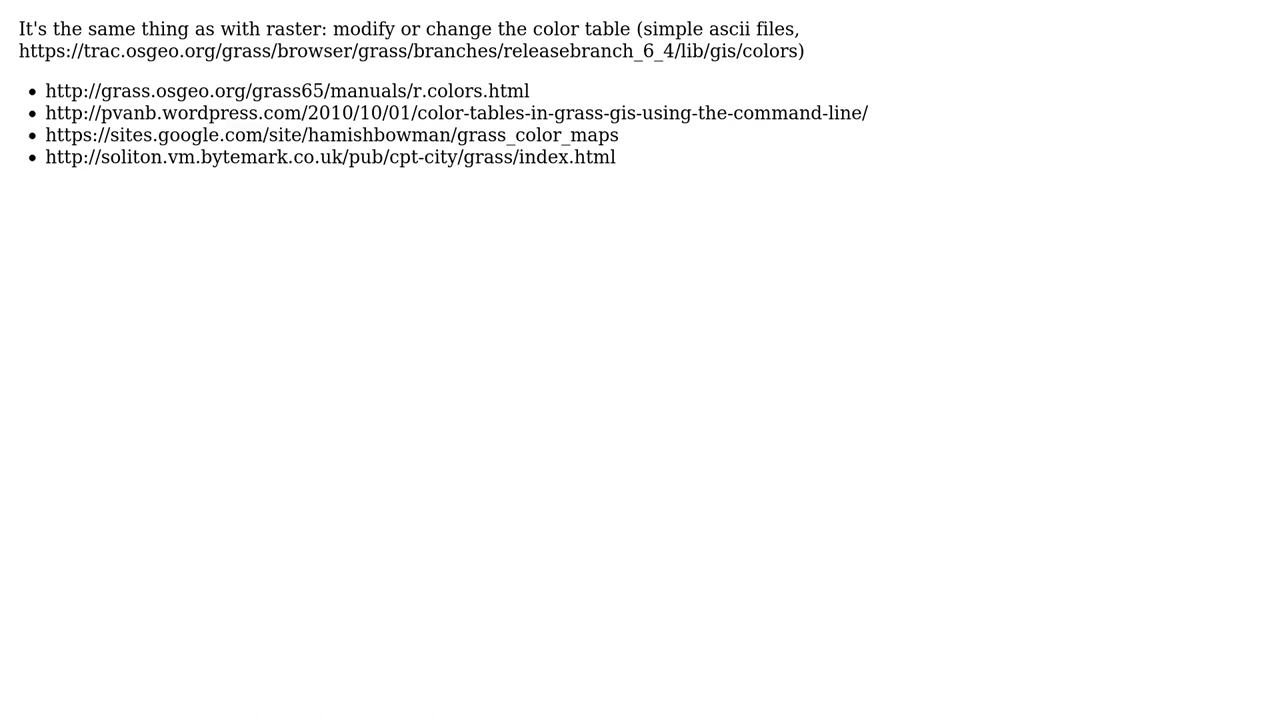 It's the same thing as with raster: modify or change the color table (simple ascii files,
https://trac.osgeo.org/grass/browser/grass/branches/releasebranch_6_4/lib/gis/colors)
• http://grass.osgeo.org/grass65/manuals/r.colors.html
• http://pvanb.wordpress.com/2010/10/01/color-tables-in-grass-gis-using-the-command-line/
• https://sites.google.com/site/hamishbowman/grass_color_maps
• http://soliton.vm.bytemark.co.uk/pub/cpt-city/grass/index.html